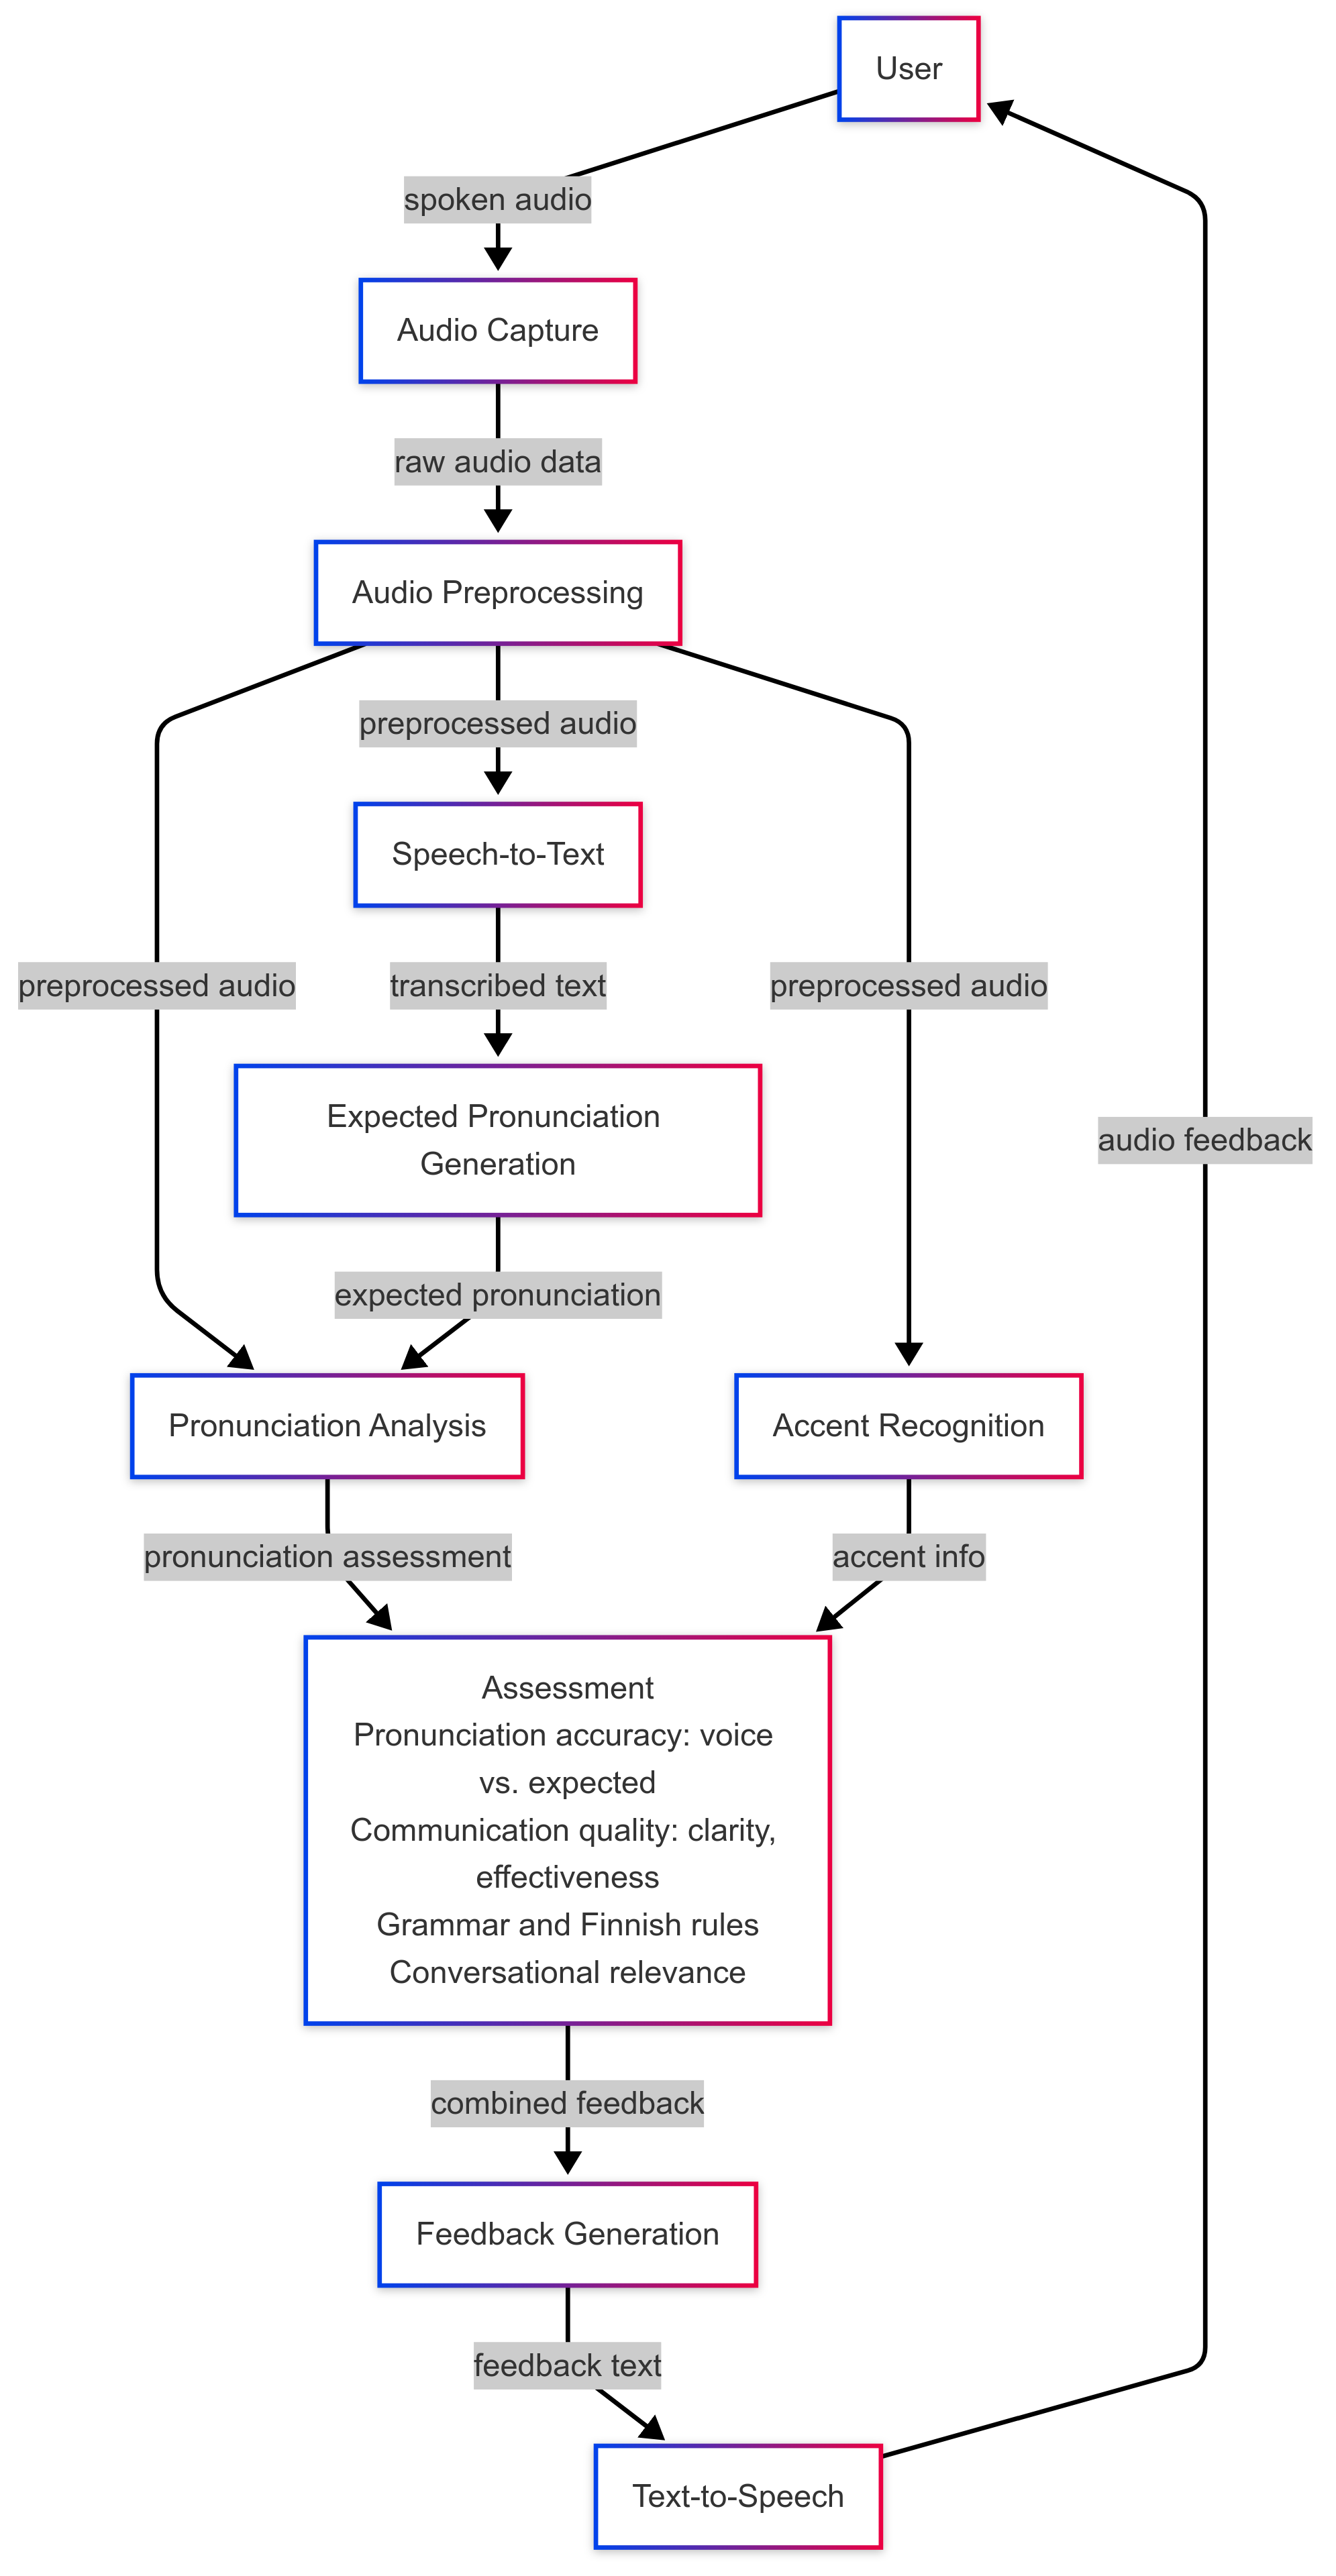 User
spoken audio
Audio Capture
raw audio data
Audio Preprocessing
preprocessed audio
Speech-to-Text
preprocessed audio
transcribed text
preprocessed audio
Expected Pronunciation
Generation
audio feedback
expected pronunciation
Pronunciation Analysis
Accent Recognition
pronunciation assessment
accent info
Assessment
Pronunciation accuracy: voice
vs. expected
Communication quality: clarity,
effectiveness
Grammar and Finnish rules
Conversational relevance
combined feedback
Feedback Generation
feedback text
Text-to-Speech